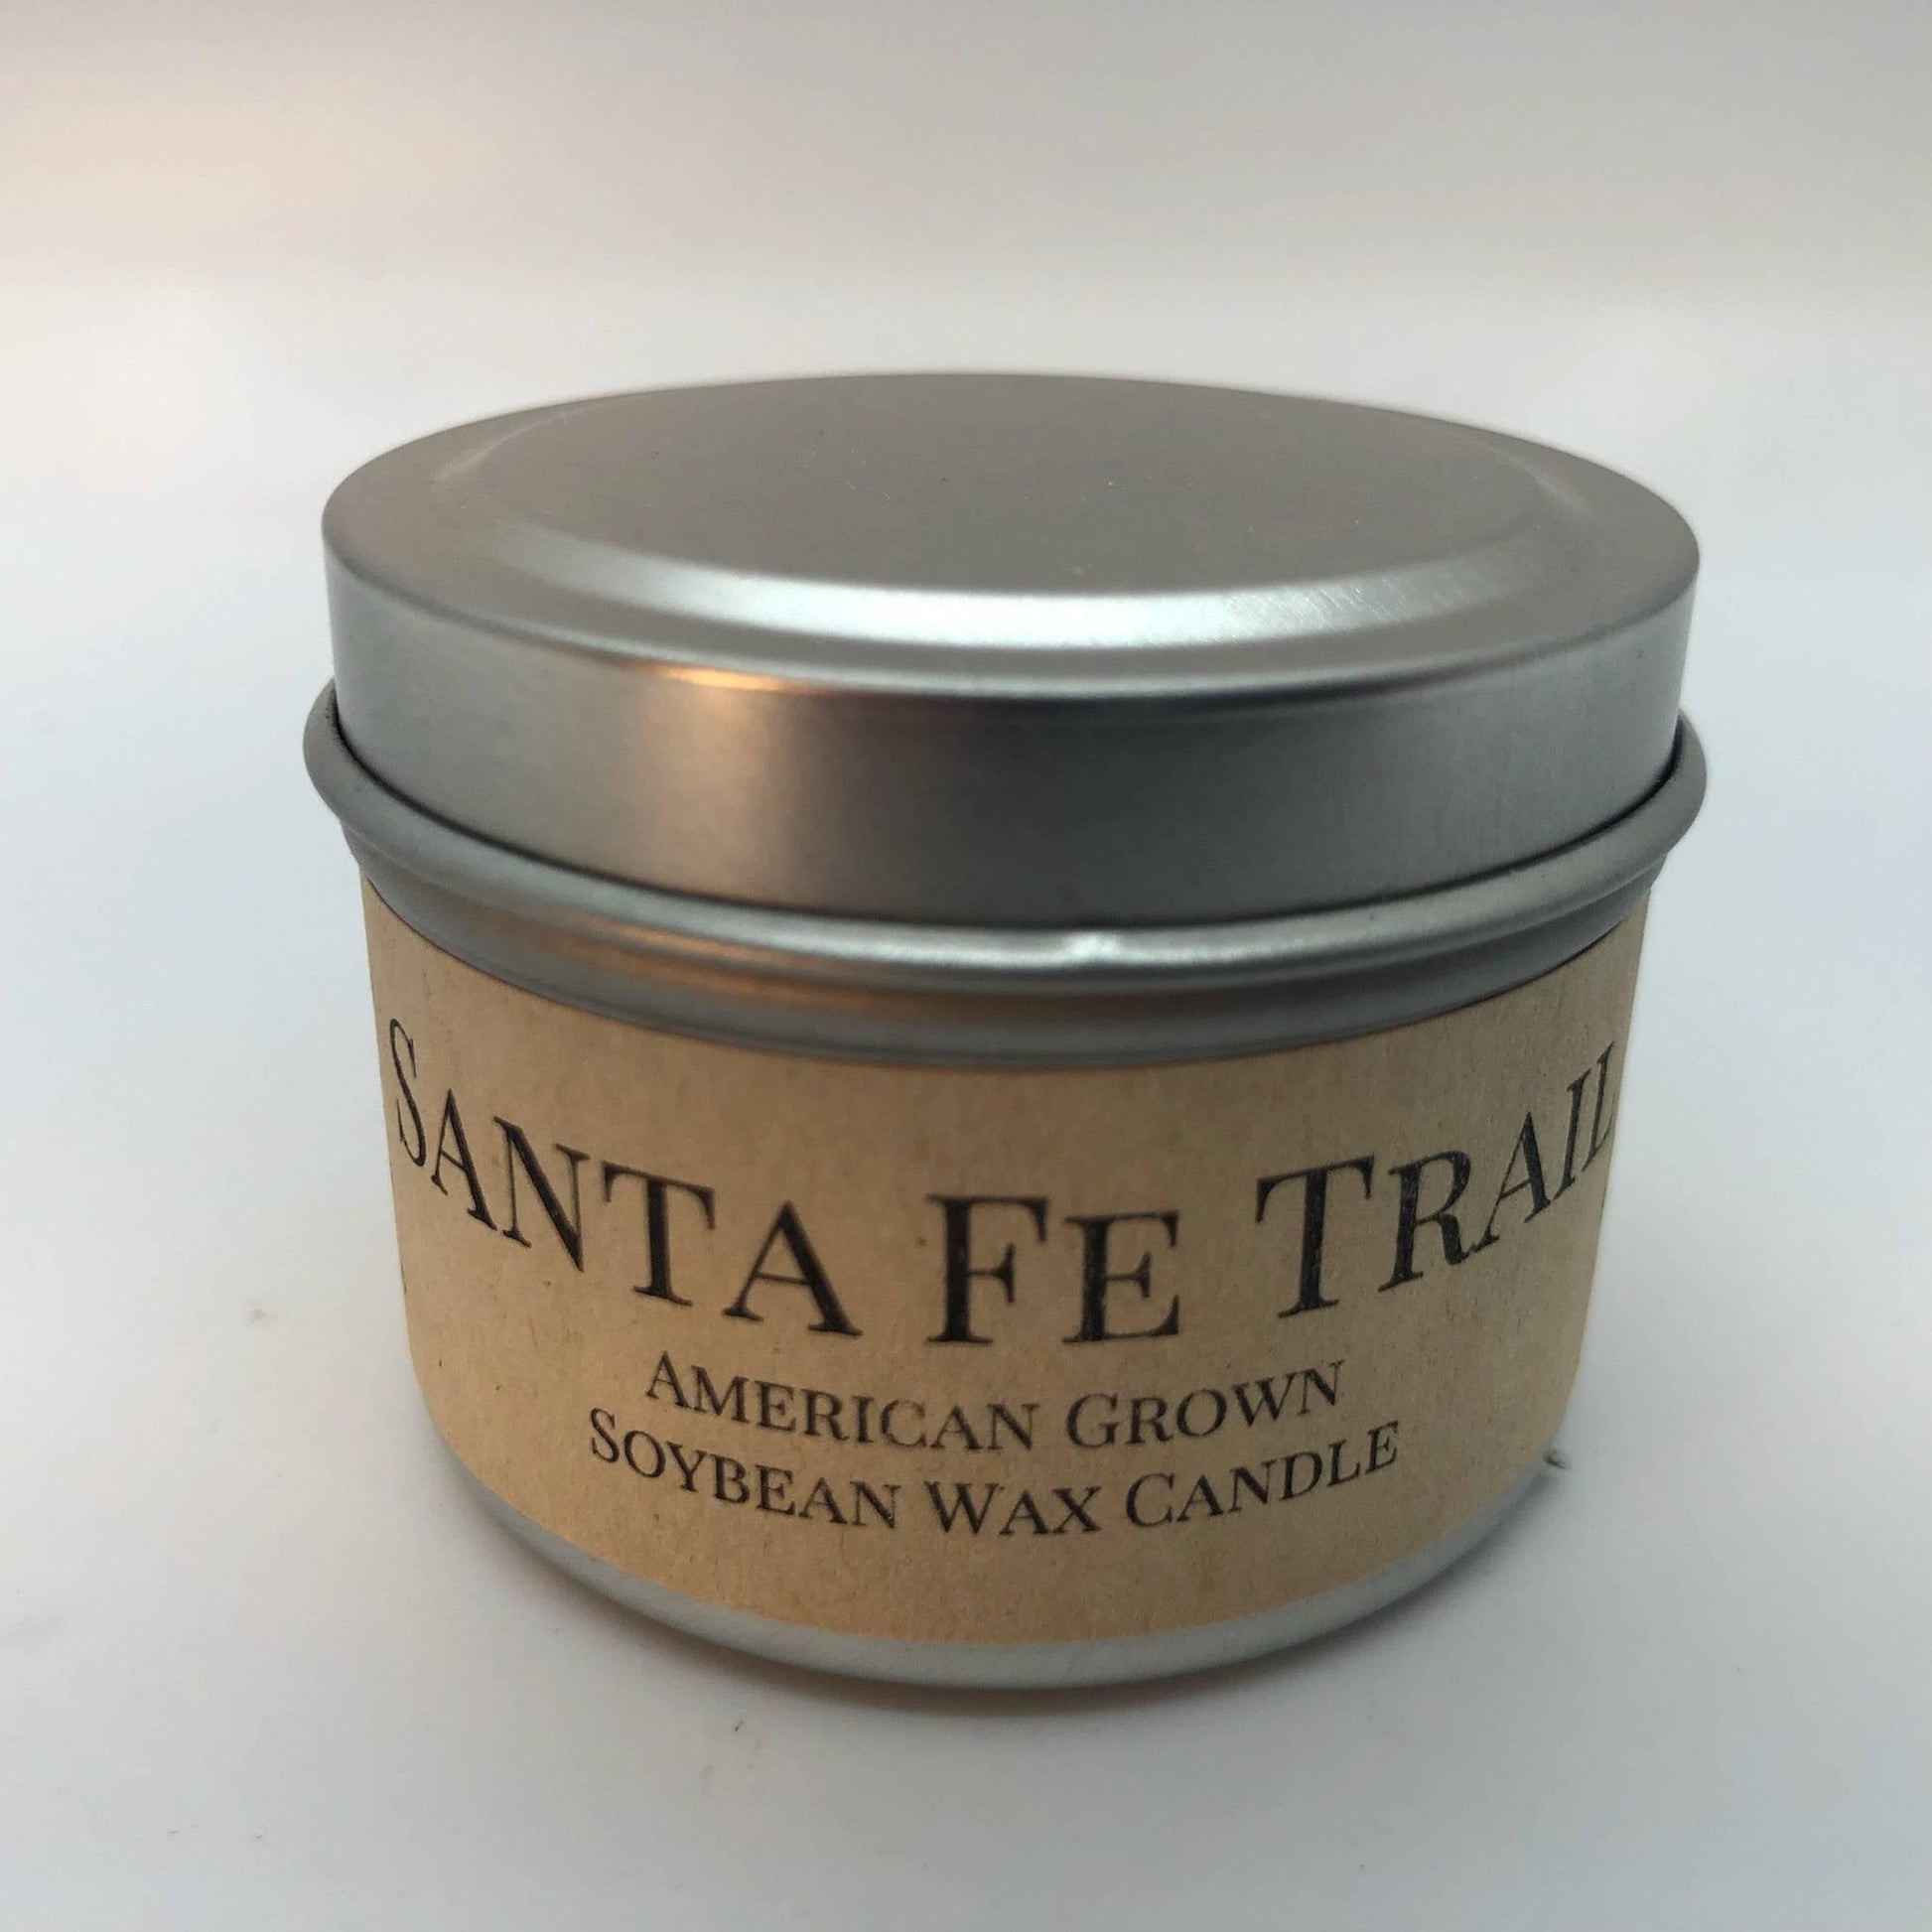 Santa Fe Trail
American Grown
Soybean Wax Candle